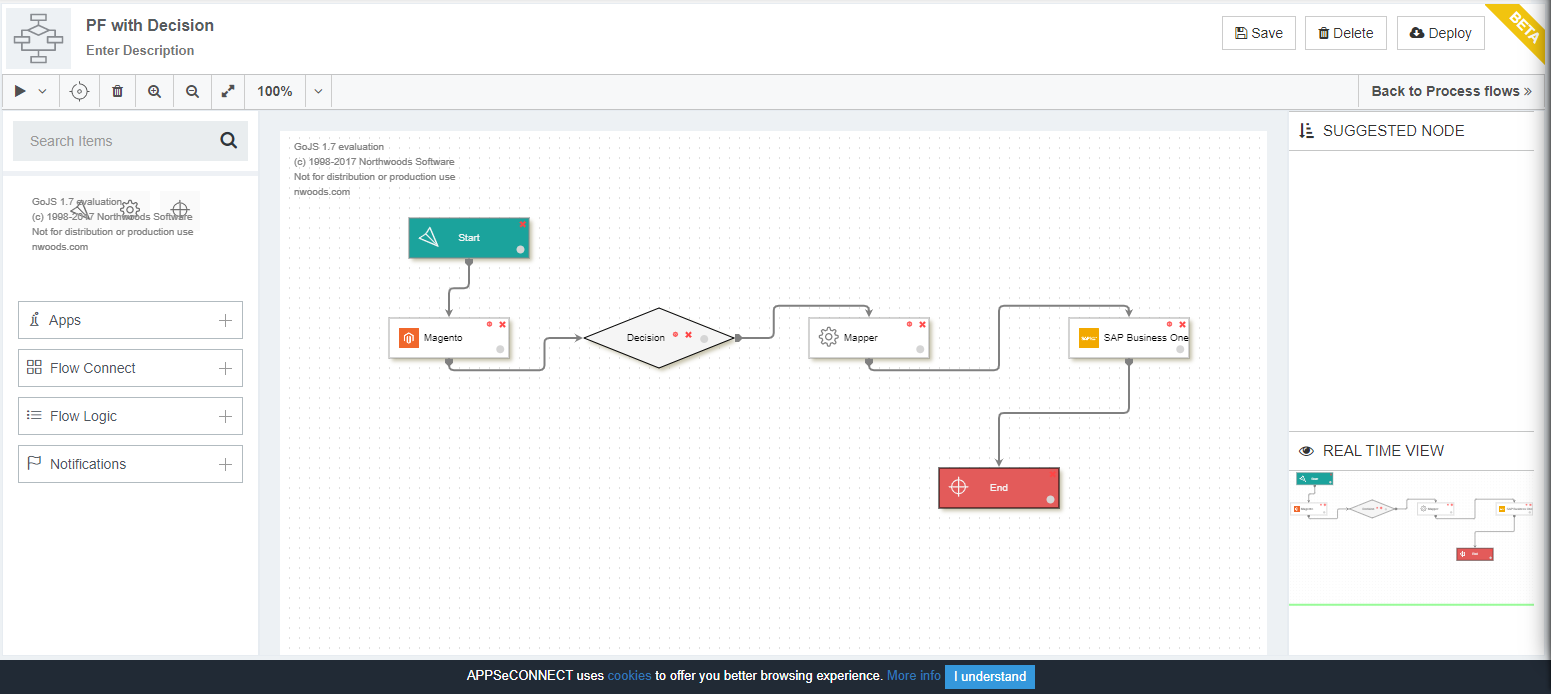 PF with Decision
Enter Description
Save
Delete
Deploy
BETA
100%
Back to Process flows »
Search Items
GoJS 1.7 evaluation
(c) 1998-2017 Northwoods Software
Not for distribution or production use
nwoods.com
Apps
Flow Connect
Flow Logic
Notifications
GoJS 1.7 evaluation
(c) 1998-2017 Northwoods Software
Not for distribution or production use
nwoods.com
Start
Magento
Decision
Mapper
SAP Business One
End
SUGGESTED NODE
REAL TIME VIEW
APPSeCONNECT uses cookies to offer you better browsing experience. More info I understand